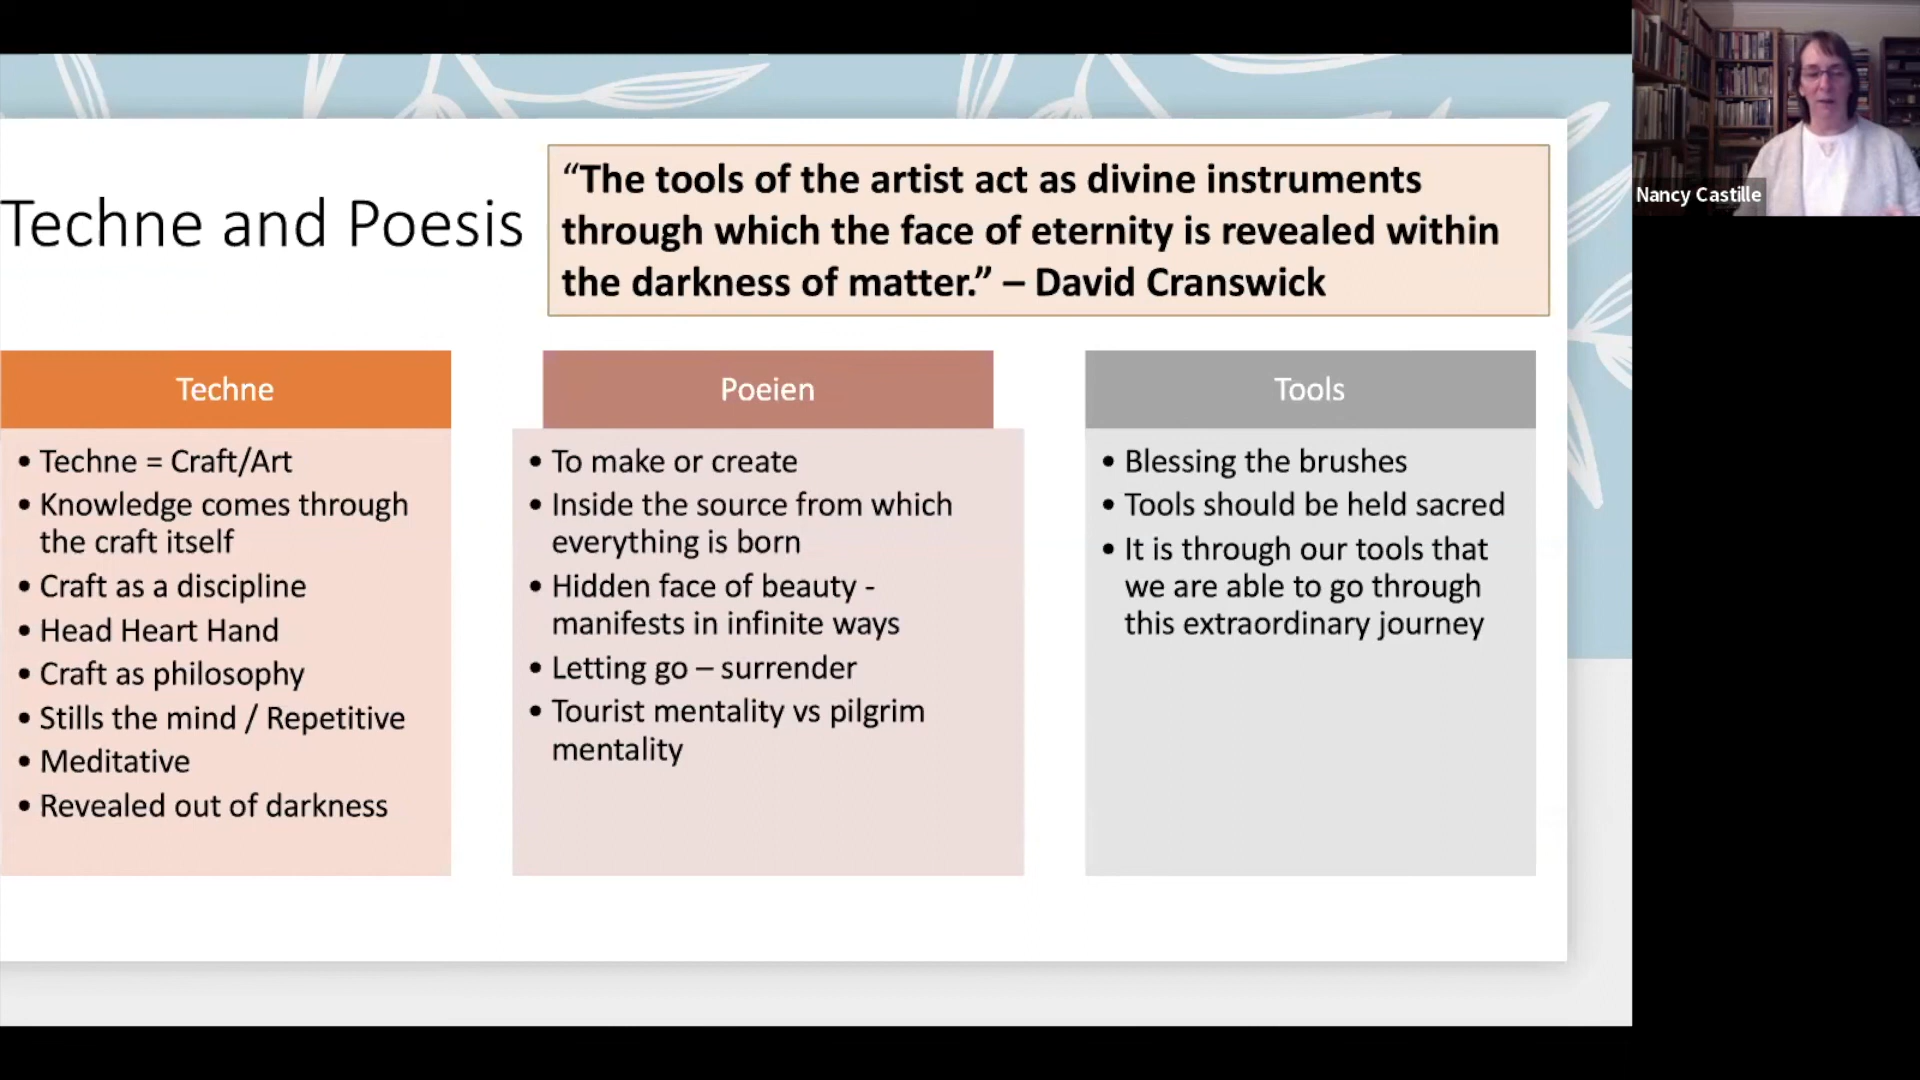 Techne and Poesis
“The tools of the artist act as divine instruments
through which the face of eternity is revealed within
the darkness of matter.” – David Cranswick
Nancy Castille
Techne
• Techne = Craft/Art
• Knowledge comes through
the craft itself
• Craft as a discipline
• Head Heart Hand
• Craft as philosophy
• Stills the mind / Repetitive
• Meditative
• Revealed out of darkness
Poeien
• To make or create
• Inside the source from which
everything is born
• Hidden face of beauty -
manifests in infinite ways
• Letting go – surrender
• Tourist mentality vs pilgrim
mentality
Tools
• Blessing the brushes
• Tools should be held sacred
• It is through our tools that
we are able to go through
this extraordinary journey